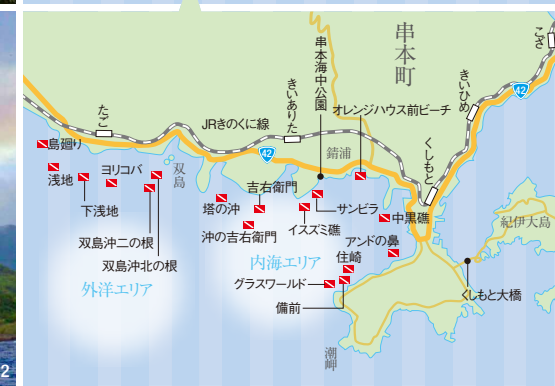 串本町
こざ
きいひめ
42
くしもと
串本海中公園
オレンジハウス前ビーチ
きいありた
JRきのくに線
たこ
錆浦
42
島廻り
浅地
下浅地
ヨリコバ
双島
双島沖二の根
双島沖北の根
外洋エリア
塔の沖
吉右衛門
沖の吉右衛門
イスズミ礁
サンビラ
中黒礁
アンドの鼻
内海エリア
住崎
グラスワールド
備前
潮岬
紀伊大島
くしもと大橋
2